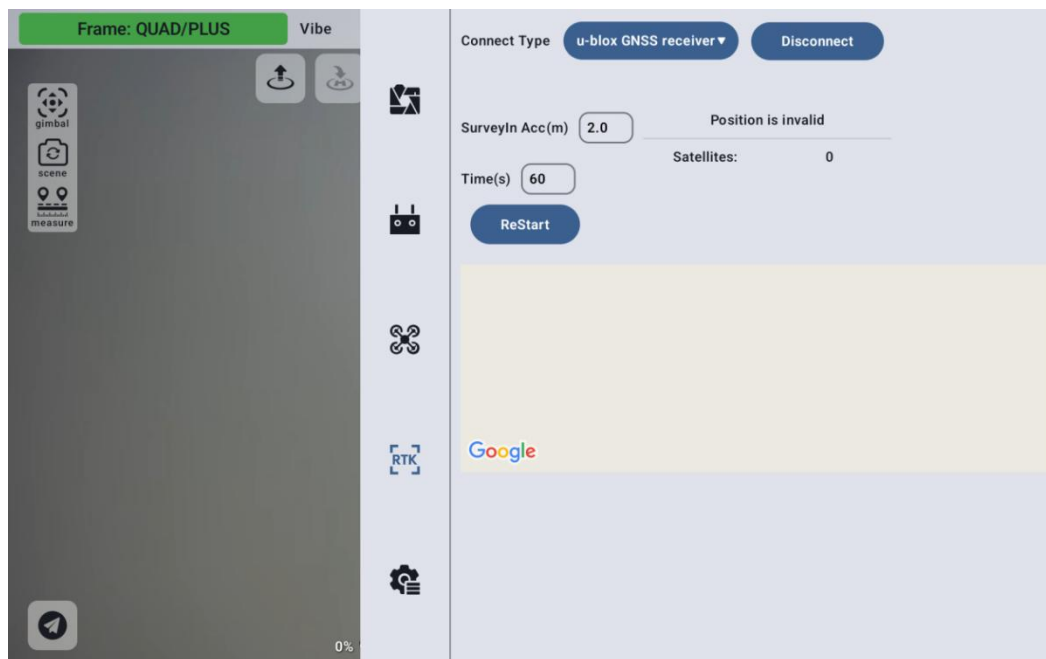 Frame: QUAD/PLUS
Vibe
gimbal
scene
measure
0%
Connect Type
u-blox GNSS receiver
Disconnect
SurveyIn Acc(m)
2.0
Position is invalid
Satellites:
0
Time(s)
60
ReStart
RTK
Google